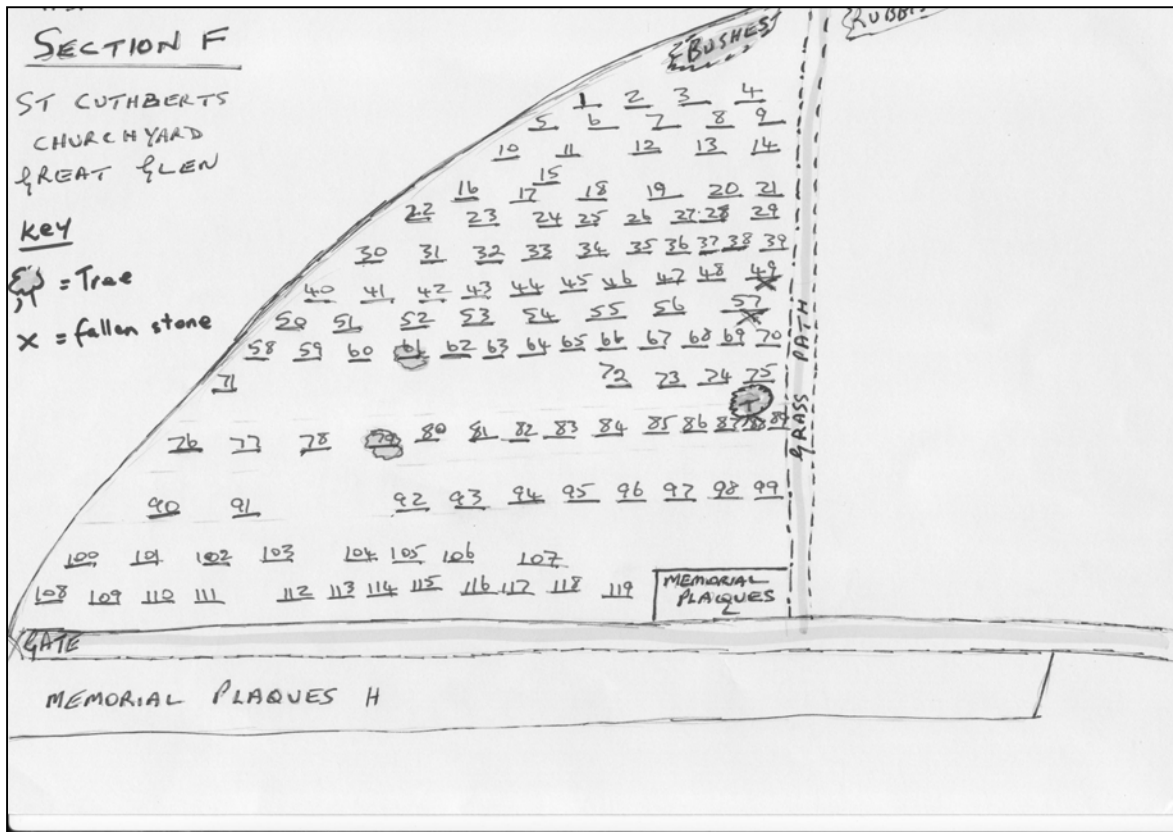 SECTION F
ST CUTHBERTS
CHURCHYARD
GREAT GLEN
KEY
= Tree
X = fallen stone
BUSHES
1 2 3 4
5 6 7 8 9
10 11 12 13 14
15
16 17 18 19 20 21
22 23 24 25 26 27 28 29
30 31 32 33 34 35 36 37 38 39
40 41 42 43 44 45 46 47 48 49
50 51 52 53 54 55 56 57
58 59 60 61 62 63 64 65 66 67 68 69 70
71 72 73 74 75
T
76 77 78 79 80 81 82 83 84 85 86 87 88 89
90 91 92 93 94 95 96 97 98 99
100 101 102 103 104 105 106 107
108 109 110 111 112 113 114 115 116 117 118 119
GRASS PATH
MEMORIAL
PLAQUES
GATE
MEMORIAL PLAQUES H